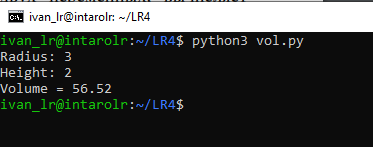 ivan_lr@intarolr: ~/LR4
ivan_lr@intarolr:~/LR4$ python3 vol.py
Radius: 3
Height: 2
Volume = 56.52
ivan_lr@intarolr:~/LR4$